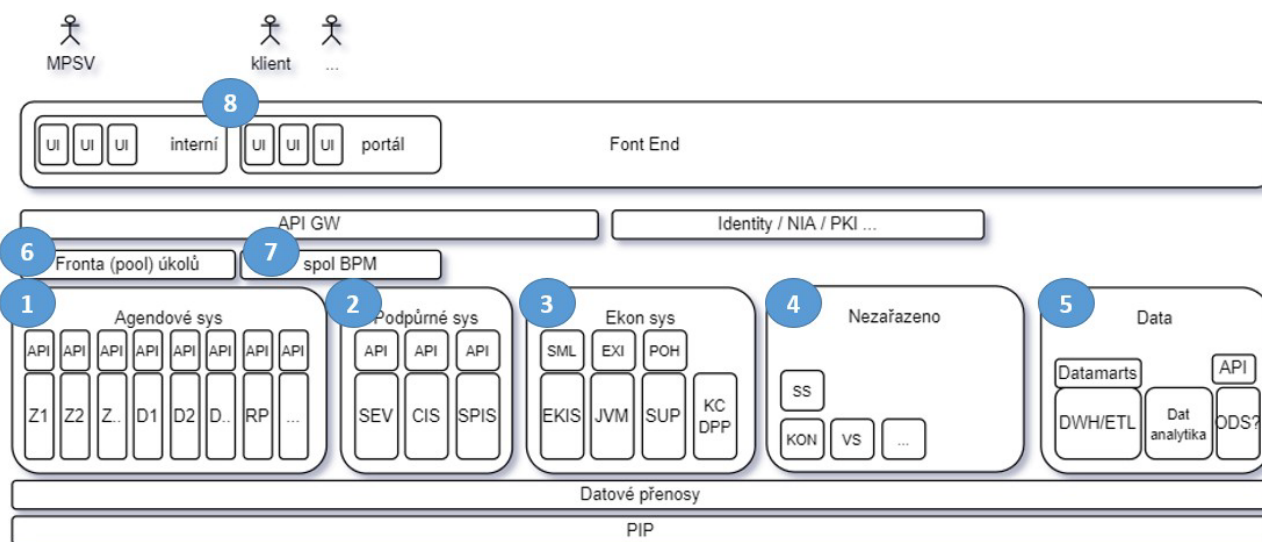 MPSV
klient
...
8
UI UI UI interní
UI UI UI portál
Font End
API GW
Identity / NIA / PKI ...
6 Fronta (pool) úkolů
7 spol BPM
1 Agendové sys
API API API API API API API API
Z1 Z2 Z.. D1 D2 D.. RP ...
2 Podpůrné sys
API API API
SEV CIS SPIS
3 Ekon sys
SML EXI POH
EKIS JVM SUP KC
DPP
4 Nezařazeno
SS
KON VS ...
5 Data
Datamarts API
DWH/ETL Dat
analytika ODS?
Datové přenosy
PIP